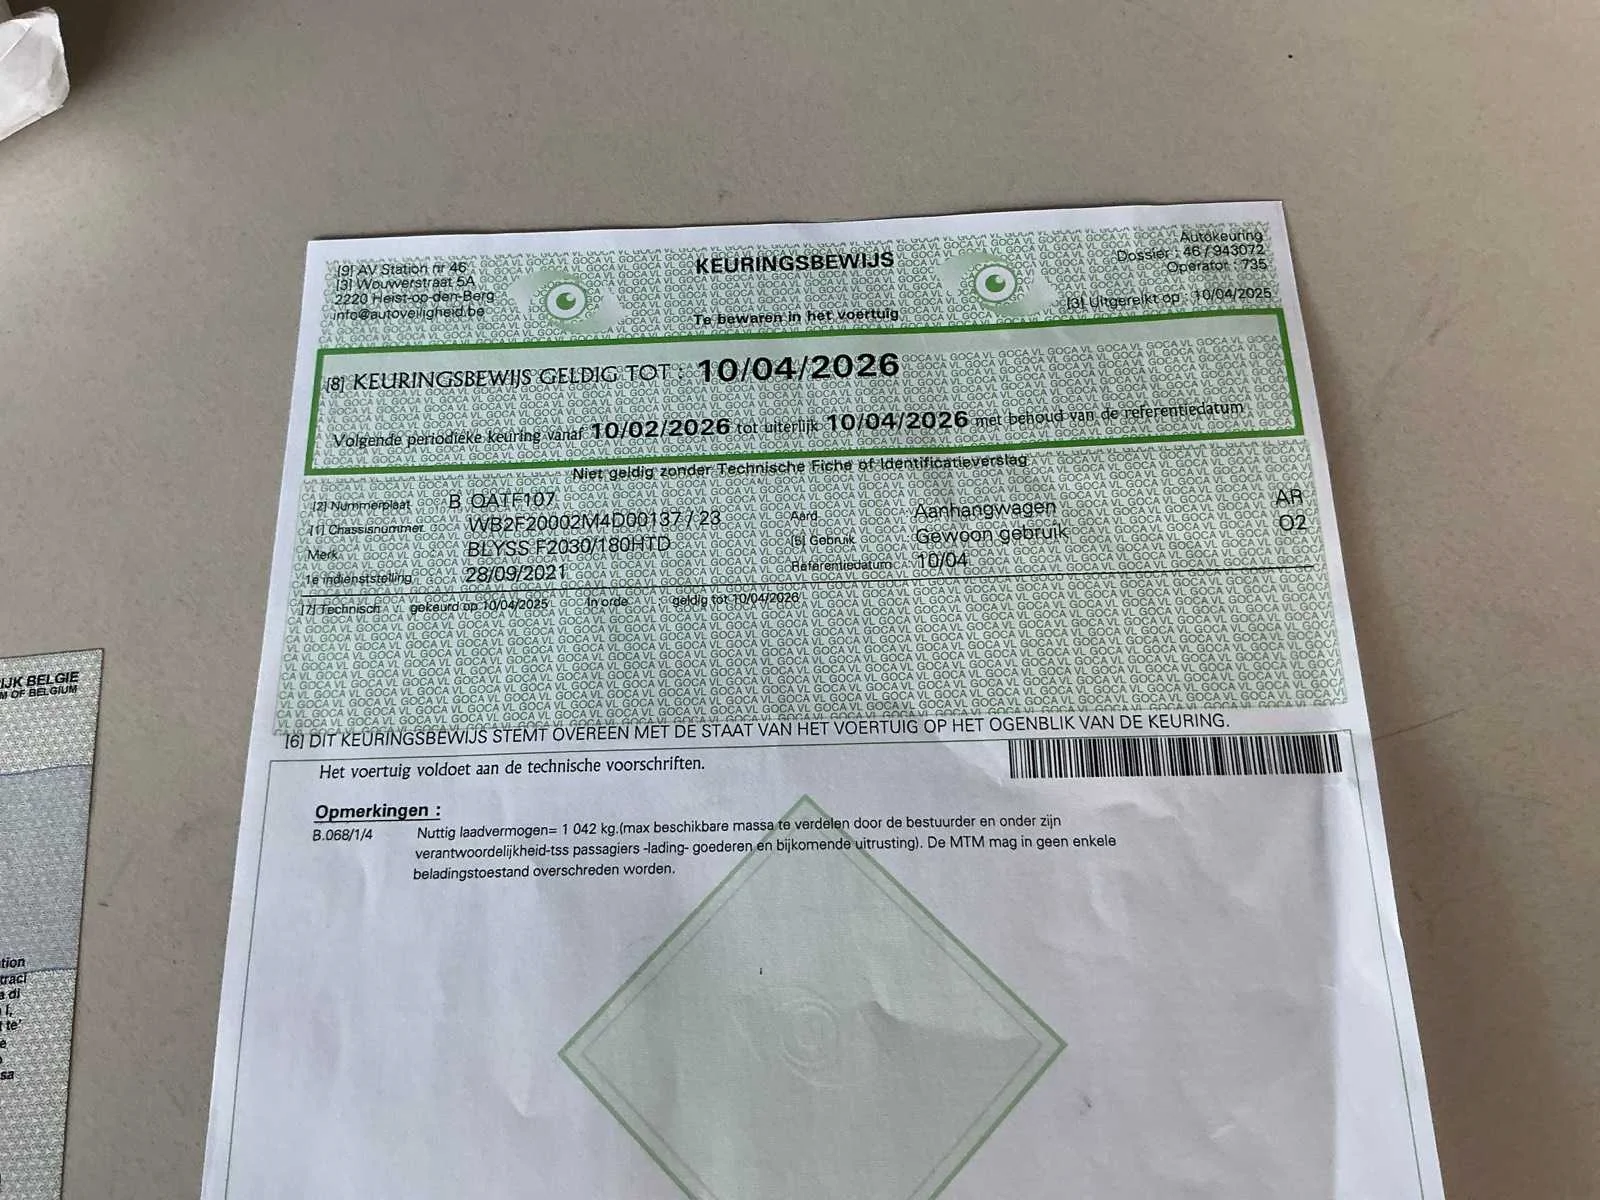 [9] AV Station nr 46
[3] Wouwerstraat 5A
2220 Heist-op-den-Berg
info@autoveiligheid.be
KEURINGSBEWIJS
Te bewaren in het voertuig
Autokeuring
Dossier : 46 / 943072
Operator : 735
[3] Uitgereikt op : 10/04/2025
[8] KEURINGSBEWIJS GELDIG TOT : 10/04/2026
Volgende periodieke keuring vanaf 10/02/2026 tot uiterlijk 10/04/2026 met behoud van de referentiedatum
Niet geldig zonder Technische Fiche of Identificatieverslag
[2] Nummerplaat B QATF107
[1] Chassisnummer WB2F20002M4D00137 / 23 Aard Aanhangwagen AR
Merk BLYSS F2030/180HTD [5] Gebruik Gewoon gebruik O2
1e indienststelling 28/09/2021 Referentiedatum 10/04
[7] Technisch gekeurd op 10/04/2025 In orde geldig tot 10/04/2026
[6] DIT KEURINGSBEWIJS STEMT OVEREEN MET DE STAAT VAN HET VOERTUIG OP HET OGENBLIK VAN DE KEURING.
Het voertuig voldoet aan de technische voorschriften.
Opmerkingen :
B.068/1/4 Nuttig laadvermogen= 1 042 kg.(max beschikbare massa te verdelen door de bestuurder en onder zijn
verantwoordelijkheid-tss passagiers -lading- goederen en bijkomende uitrusting). De MTM mag in geen enkele
beladingstoestand overschreden worden.
IJK BELGIE
M OF BELGIUM